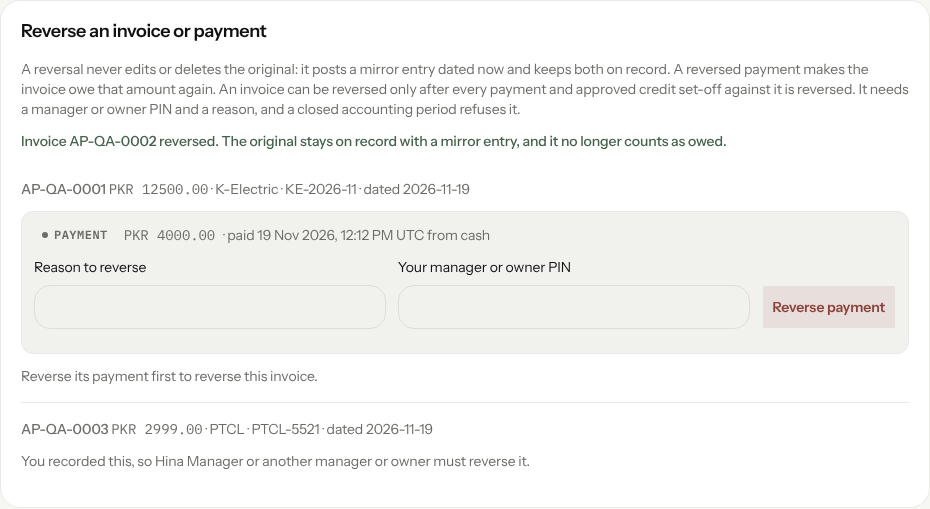 Reverse an invoice or payment
A reversal never edits or deletes the original: it posts a mirror entry dated now and keeps both on record. A reversed payment makes the
invoice owe that amount again. An invoice can be reversed only after every payment and approved credit set-off against it is reversed. It needs
a manager or owner PIN and a reason, and a closed accounting period refuses it.
Invoice AP-QA-0002 reversed. The original stays on record with a mirror entry, and it no longer counts as owed.
AP-QA-0001 PKR 12500.00 · K-Electric · KE-2026-11 · dated 2026-11-19
• PAYMENT PKR 4000.00 · paid 19 Nov 2026, 12:12 PM UTC from cash
Reason to reverse Your manager or owner PIN
Reverse payment
Reverse its payment first to reverse this invoice.
AP-QA-0003 PKR 2999.00 · PTCL · PTCL-5521 · dated 2026-11-19
You recorded this, so Hina Manager or another manager or owner must reverse it.